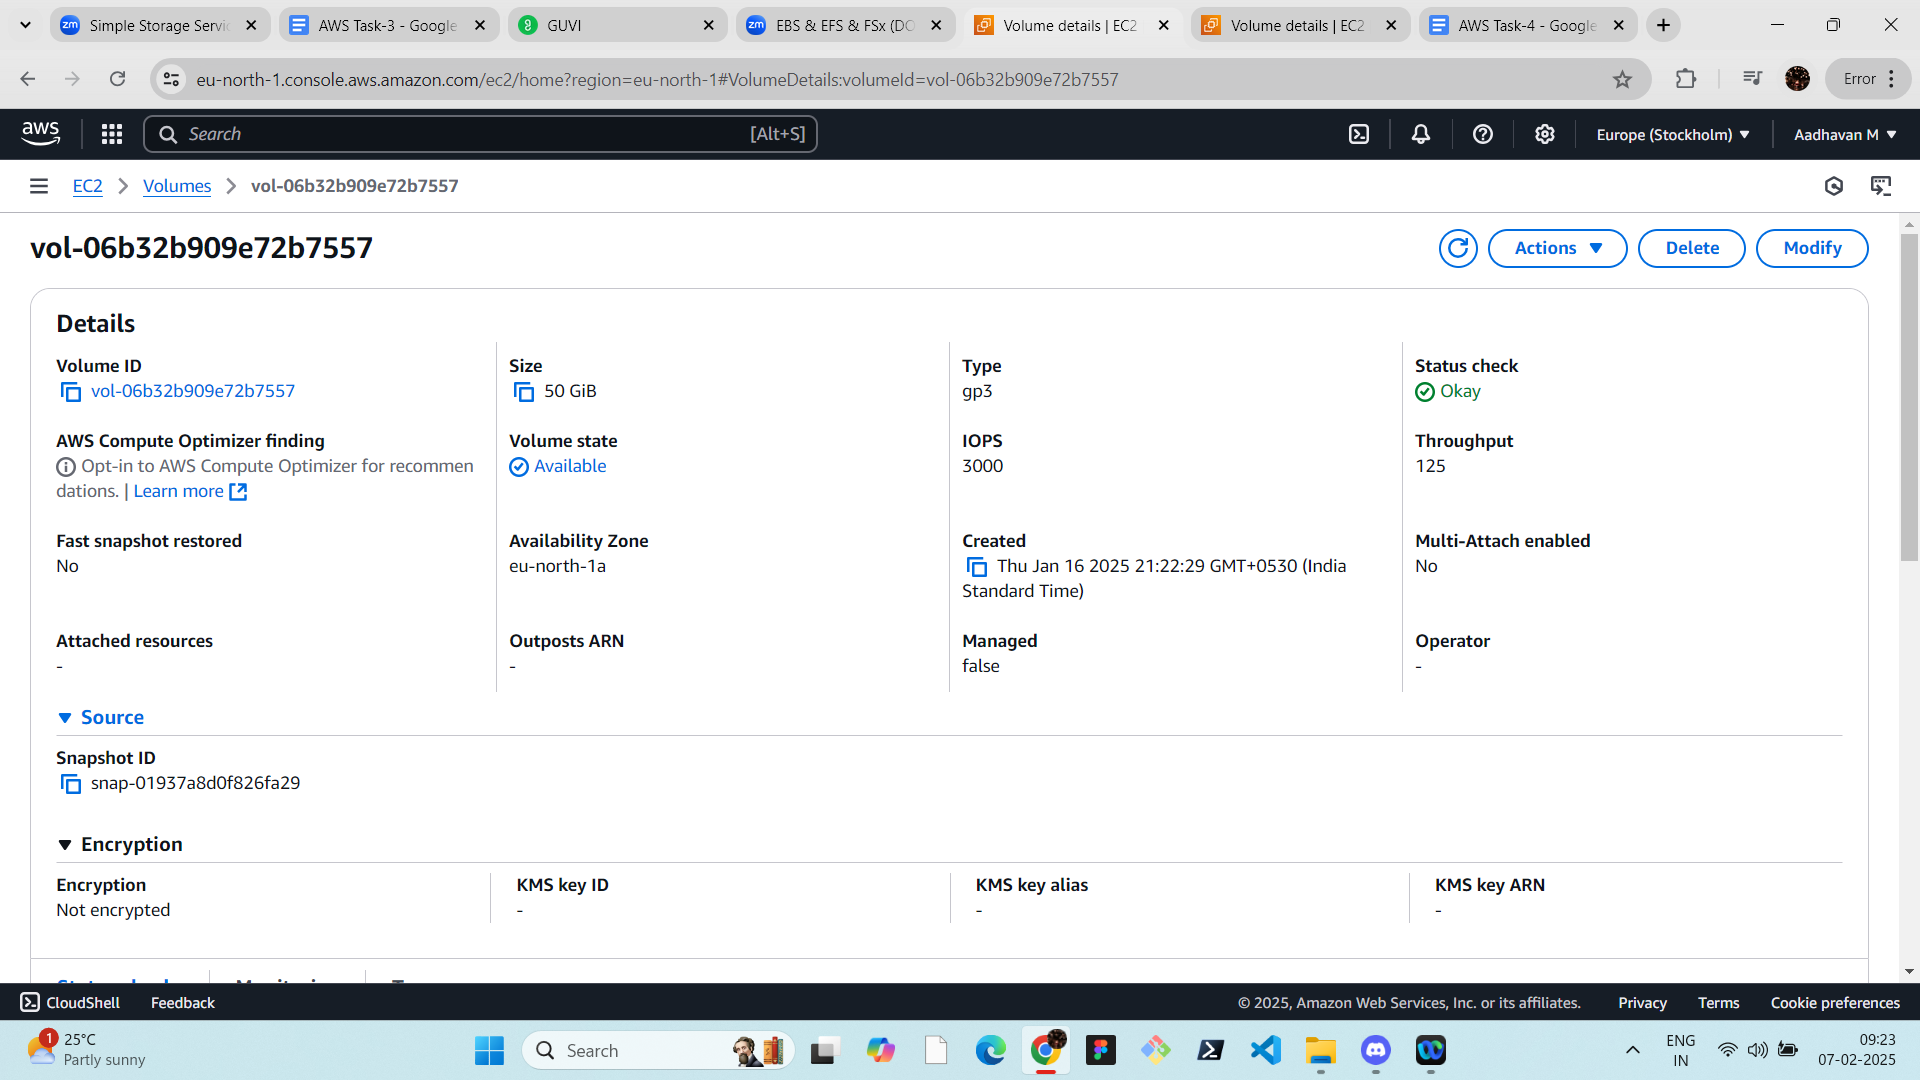 zm Simple Storage Servic
AWS Task-3 - Google
GUVI
zm EBS & EFS & FSx (DO
Volume details | EC2
Volume details | EC2
AWS Task-4 - Google
eu-north-1.console.aws.amazon.com/ec2/home?region=eu-north-1#VolumeDetails:volumeId=vol-06b32b909e72b7557
Error
aws
Search [Alt+S]
Europe (Stockholm)
Aadhavan M
EC2 > Volumes > vol-06b32b909e72b7557
vol-06b32b909e72b7557
Actions Delete Modify
Details
Volume ID
vol-06b32b909e72b7557
Size
50 GiB
Type
gp3
Status check
Okay
AWS Compute Optimizer finding
Opt-in to AWS Compute Optimizer for recommen
dations. | Learn more
Volume state
Available
IOPS
3000
Throughput
125
Fast snapshot restored
No
Availability Zone
eu-north-1a
Created
Thu Jan 16 2025 21:22:29 GMT+0530 (India
Standard Time)
Multi-Attach enabled
No
Attached resources
-
Outposts ARN
-
Managed
false
Operator
-
Source
Snapshot ID
snap-01937a8d0f826fa29
Encryption
Encryption
Not encrypted
KMS key ID
-
KMS key alias
-
KMS key ARN
-
CloudShell Feedback
© 2025, Amazon Web Services, Inc. or its affiliates. Privacy Terms Cookie preferences
1
25°C
Partly sunny
Search
ENG
IN
09:23
07-02-2025